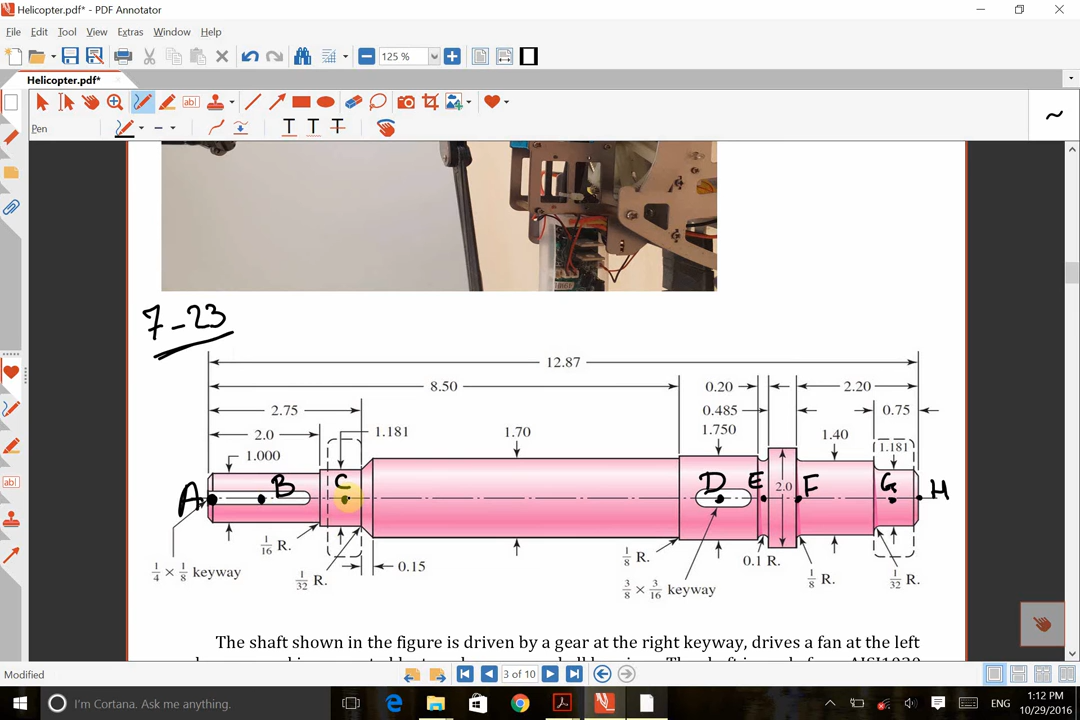 Helicopter.pdf* - PDF Annotator
File Edit Tool View Extras Window Help
125 %
Helicopter.pdf*
Pen
7-23
12.87
8.50 0.20 2.20
2.75 0.485 0.75
2.0 1.181 1.70 1.750 1.40 1.181
1.000
A B C D E 2.0 F G H
1/16 R. 1/8 R. 0.1 R.
1/4 × 1/8 keyway 1/32 R. 0.15 3/8 × 3/16 keyway 1/8 R. 1/32 R.
The shaft shown in the figure is driven by a gear at the right keyway, drives a fan at the left
Modified
3 of 10
I'm Cortana. Ask me anything.
ENG
1:12 PM
10/29/2016